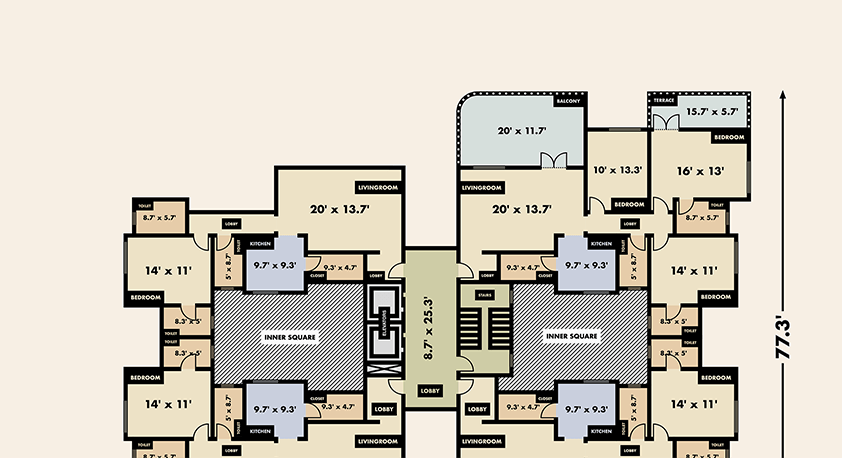 BALCONY
TERRACE
20' x 11.7'
15.7' x 5.7'
BEDROOM
10' x 13.3'
16' x 13'
LIVINGROOM
LIVINGROOM
20' x 13.7'
20' x 13.7'
BEDROOM
TOILET
8.7' x 5.7'
LOBBY
LOBBY
TOILET
8.7' x 5.7'
KITCHEN
TOILET
KITCHEN
TOILET
14' x 11'
5' x 8.7'
9.7' x 9.3'
9.3' x 4.7'
CLOSET
LOBBY
LOBBY
9.3' x 4.7'
CLOSET
9.7' x 9.3'
5' x 8.7'
14' x 11'
BEDROOM
BEDROOM
STAIRS
8.3' x 5'
TOILET
ELEVATORS
8.7' x 25.3'
8.3' x 5'
TOILET
INNER SQUARE
INNER SQUARE
77.3'
TOILET
8.3' x 5'
TOILET
8.3' x 5'
BEDROOM
BEDROOM
LOBBY
14' x 11'
5' x 8.7'
9.7' x 9.3'
CLOSET
9.3' x 4.7'
LOBBY
LOBBY
CLOSET
9.3' x 4.7'
9.7' x 9.3'
5' x 8.7'
14' x 11'
TOILET
KITCHEN
KITCHEN
TOILET
TOILET
8.7' x 5.7'
LOBBY
LIVINGROOM
LIVINGROOM
LOBBY
TOILET
8.7' x 5.7'